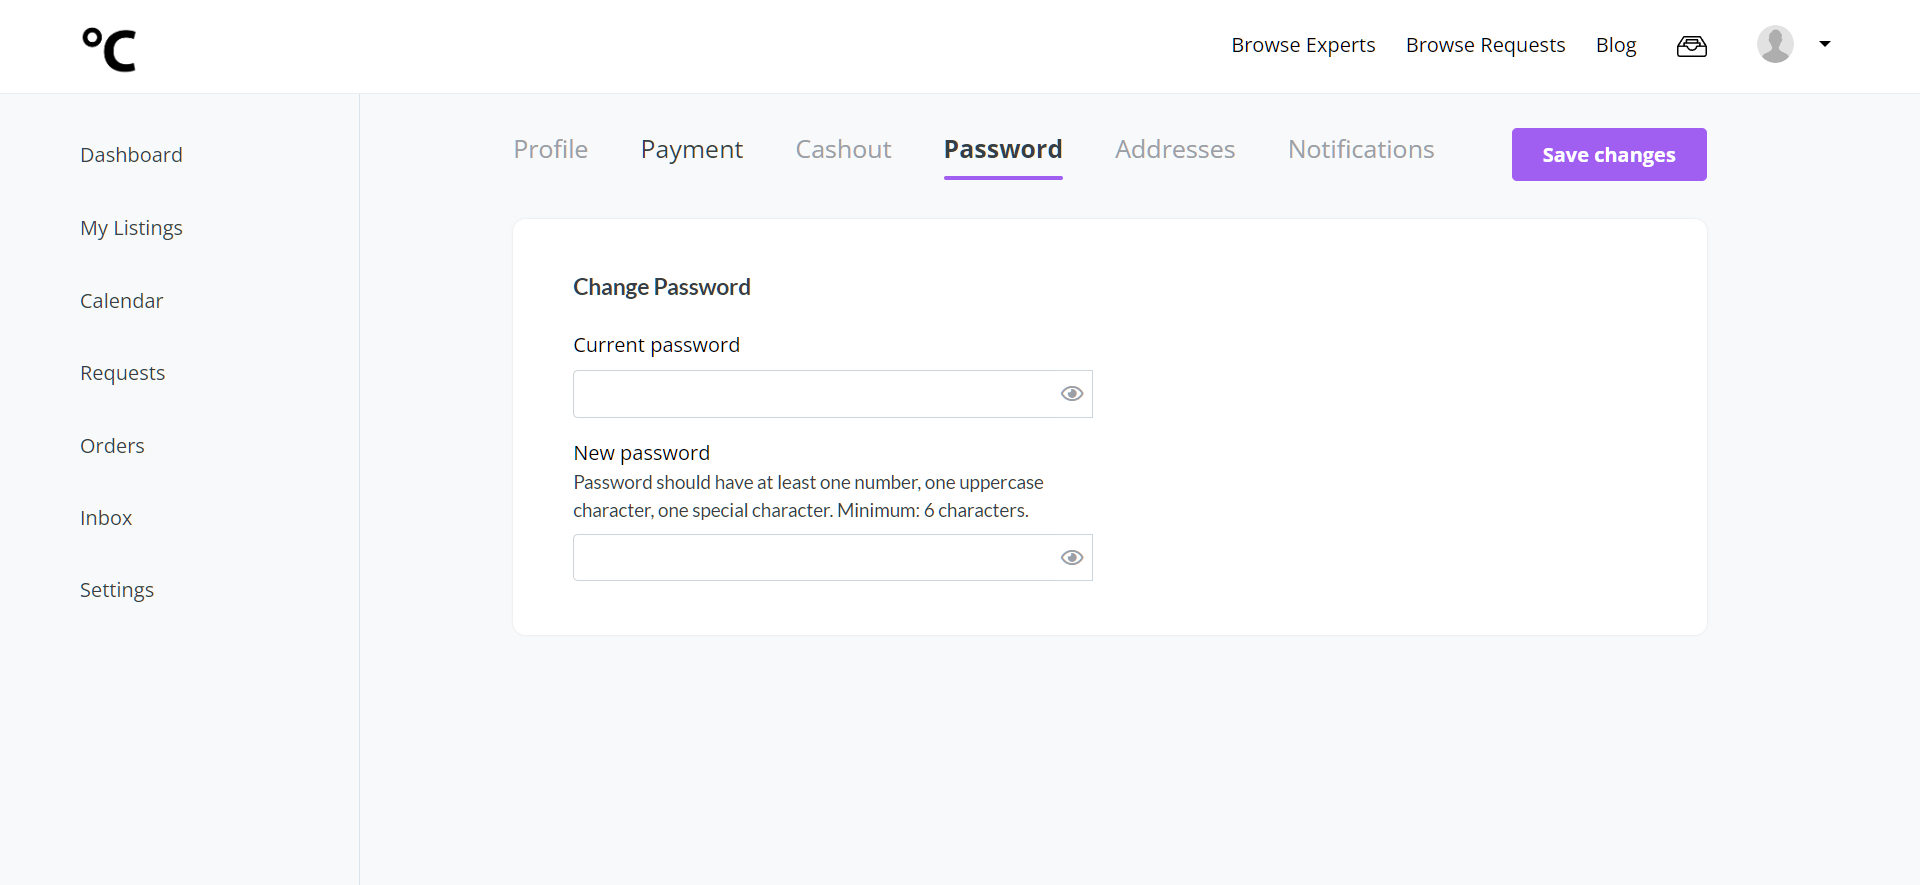 °C
Browse Experts
Browse Requests
Blog
Dashboard
My Listings
Calendar
Requests
Orders
Inbox
Settings
Profile
Payment
Cashout
Password
Addresses
Notifications
Save changes
Change Password
Current password
New password
Password should have at least one number, one uppercase
character, one special character. Minimum: 6 characters.